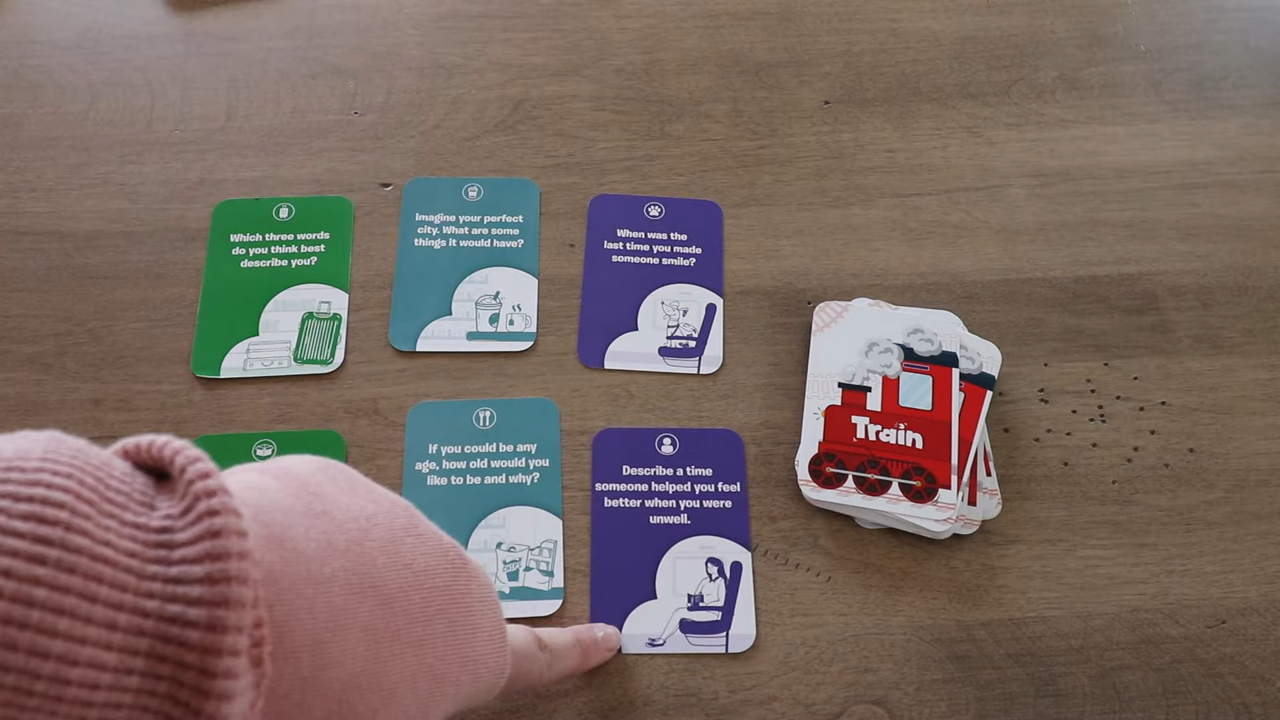 Which three words
do you think best
describe you?
Imagine your perfect
city. What are some
things it would have?
When was the
last time you made
someone smile?
If you could be any
age, how old would you
like to be and why?
Describe a time
someone helped you feel
better when you were
unwell.
Train